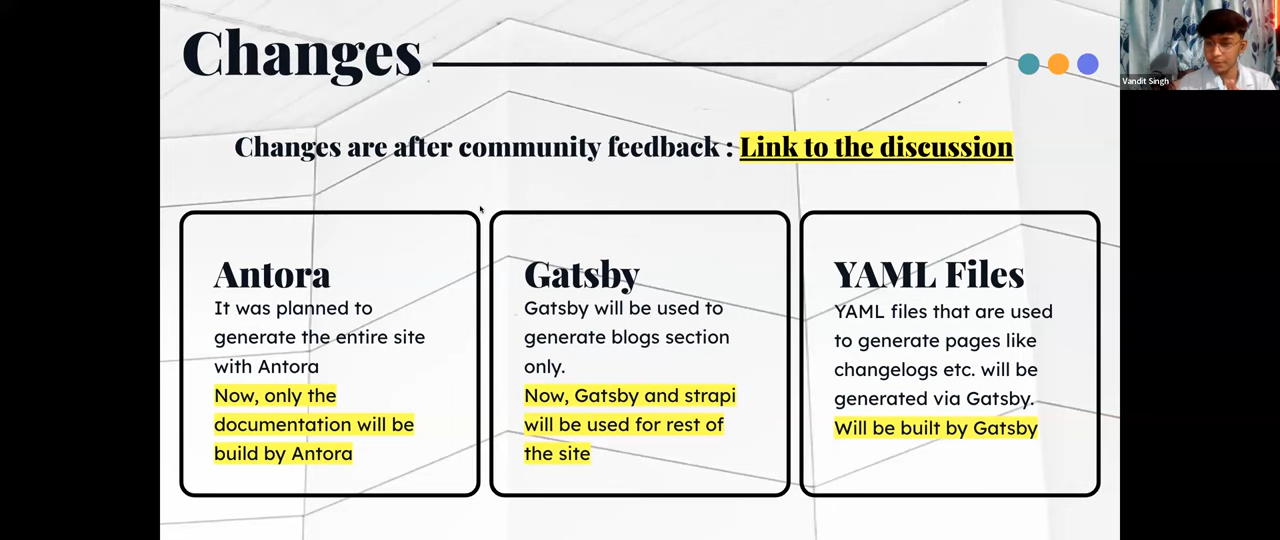 Changes
Vandit Singh
Changes are after community feedback : Link to the discussion
Antora
It was planned to
generate the entire site
with Antora
Now, only the
documentation will be
build by Antora
Gatsby
Gatsby will be used to
generate blogs section
only.
Now, Gatsby and strapi
will be used for rest of
the site
YAML Files
YAML files that are used
to generate pages like
changelogs etc. will be
generated via Gatsby.
Will be built by Gatsby